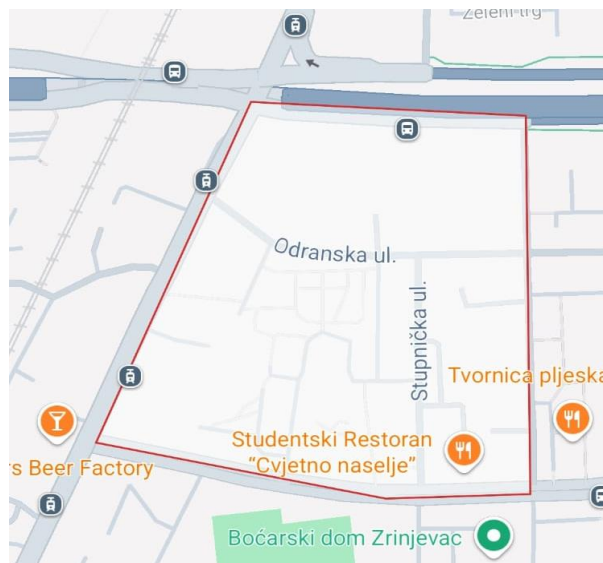 Zeleni trg
Odranska ul.
Stupnička ul.
Tvornica pljeska
Studentski Restoran
“Cvjetno naselje”
rs Beer Factory
Boćarski dom Zrinjevac